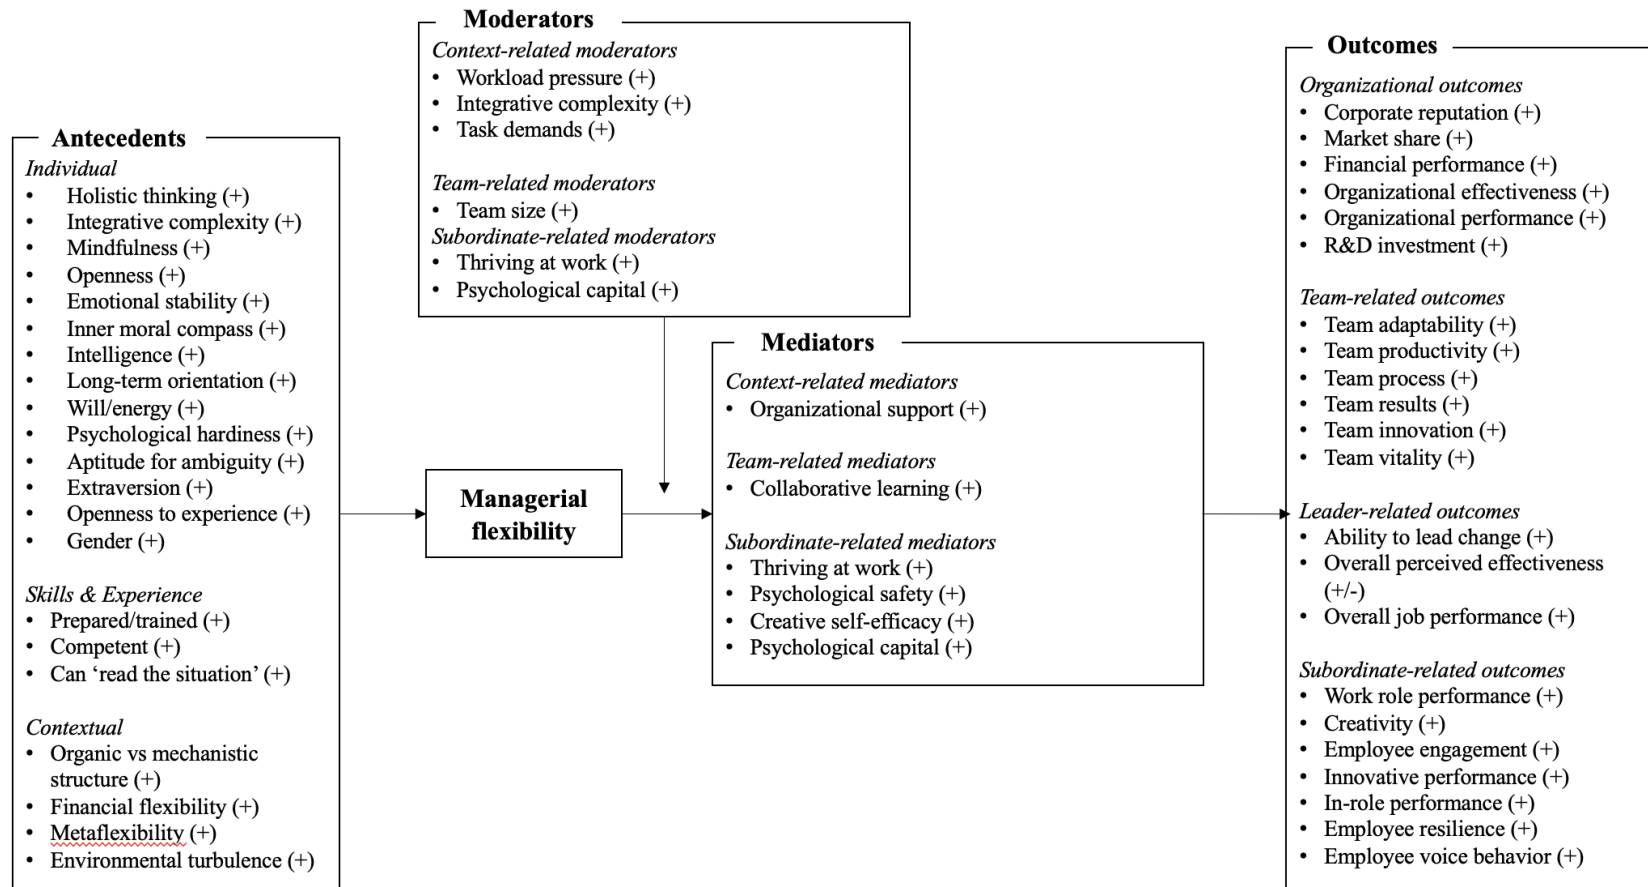 Moderators
Context-related moderators
• Workload pressure (+)
• Integrative complexity (+)
• Task demands (+)
Team-related moderators
• Team size (+)
Subordinate-related moderators
• Thriving at work (+)
• Psychological capital (+)
Antecedents
Individual
• Holistic thinking (+)
• Integrative complexity (+)
• Mindfulness (+)
• Openness (+)
• Emotional stability (+)
• Inner moral compass (+)
• Intelligence (+)
• Long-term orientation (+)
• Will/energy (+)
• Psychological hardiness (+)
• Aptitude for ambiguity (+)
• Extraversion (+)
• Openness to experience (+)
• Gender (+)
Skills & Experience
• Prepared/trained (+)
• Competent (+)
• Can ‘read the situation’ (+)
Contextual
• Organic vs mechanistic
structure (+)
• Financial flexibility (+)
• Metaflexibility (+)
• Environmental turbulence (+)
Managerial
flexibility
Mediators
Context-related mediators
• Organizational support (+)
Team-related mediators
• Collaborative learning (+)
Subordinate-related mediators
• Thriving at work (+)
• Psychological safety (+)
• Creative self-efficacy (+)
• Psychological capital (+)
Outcomes
Organizational outcomes
• Corporate reputation (+)
• Market share (+)
• Financial performance (+)
• Organizational effectiveness (+)
• Organizational performance (+)
• R&D investment (+)
Team-related outcomes
• Team adaptability (+)
• Team productivity (+)
• Team process (+)
• Team results (+)
• Team innovation (+)
• Team vitality (+)
Leader-related outcomes
• Ability to lead change (+)
• Overall perceived effectiveness
(+/-)
• Overall job performance (+)
Subordinate-related outcomes
• Work role performance (+)
• Creativity (+)
• Employee engagement (+)
• Innovative performance (+)
• In-role performance (+)
• Employee resilience (+)
• Employee voice behavior (+)